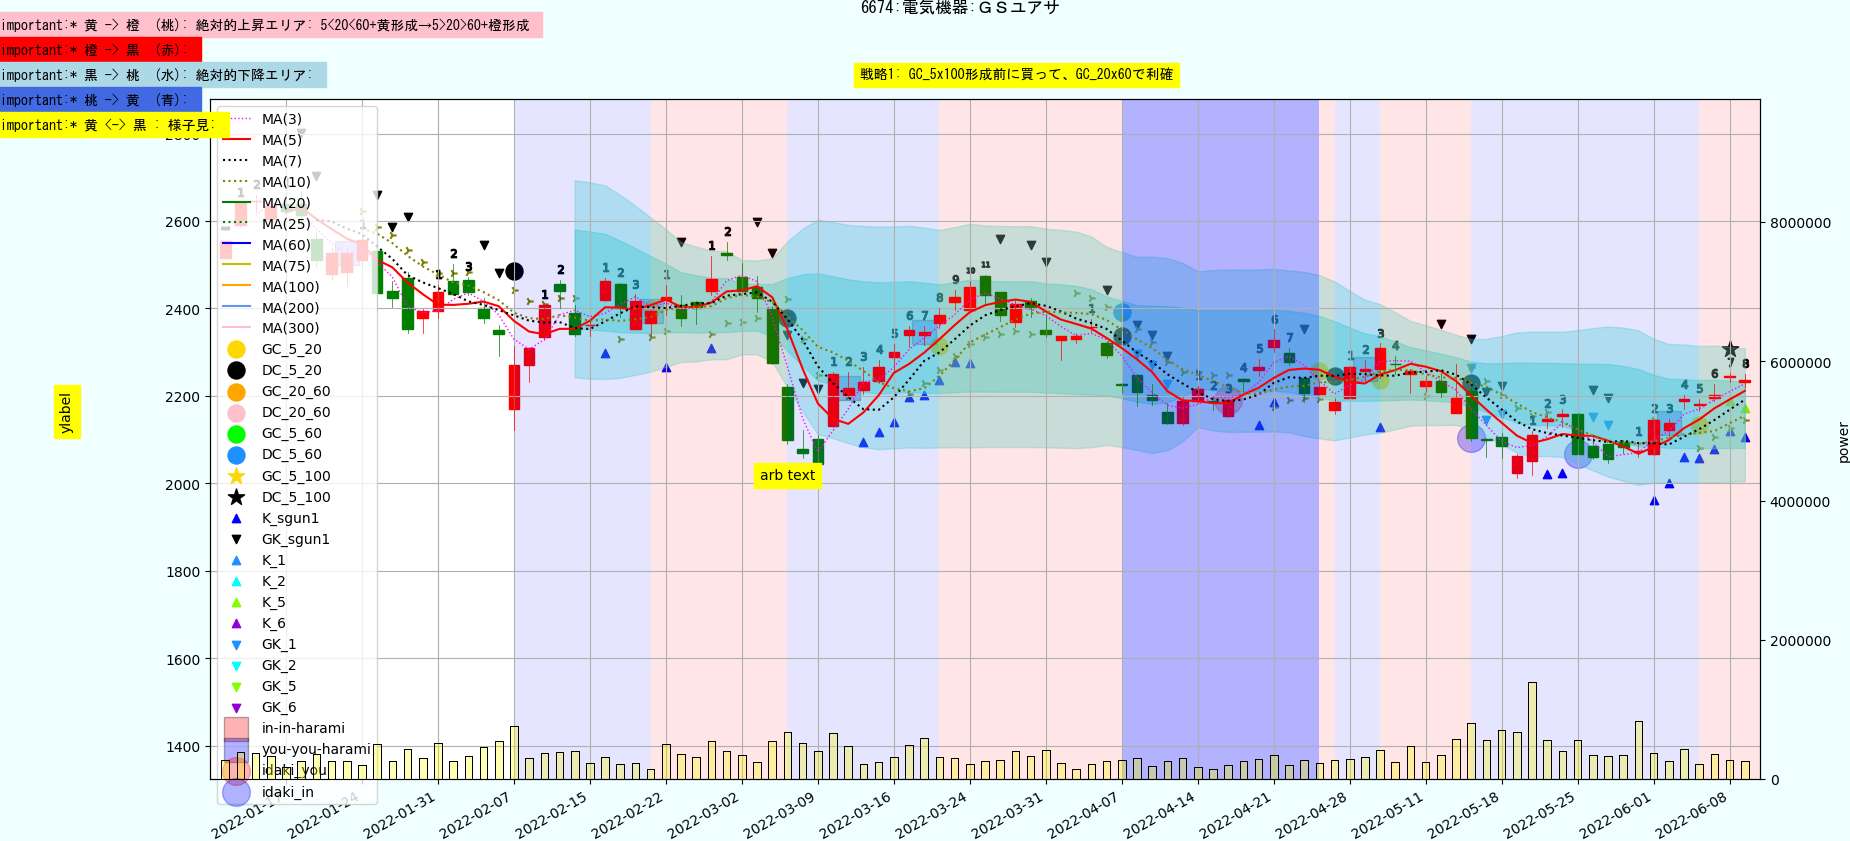 6674:電気機器:ＧＳユアサ
important:* 黄 -> 橙 （桃）: 絶対的上昇エリア: 5<20<60+黄形成→5>20>60+橙形成
important:* 橙 -> 黒 （赤）:
important:* 黒 -> 桃 （水）: 絶対的下降エリア:
戦略1: GC_5x100形成前に買って、GC_20x60で利確
important:* 桃 -> 黄 （青）:
important:* 黄 <-> 黒 : 様子見:
MA(3)
MA(5)
MA(7)
MA(10)
MA(20)
MA(25)
MA(60)
MA(75)
MA(100)
MA(200)
MA(300)
GC_5_20
DC_5_20
GC_20_60
DC_20_60
GC_5_60
DC_5_60
GC_5_100
DC_5_100
K_sgun1
GK_sgun1
K_1
K_2
K_5
K_6
GK_1
GK_2
GK_5
GK_6
in-in-harami
you-you-harami
idaki_you
idaki_in
2600
2400
2200
2000
1800
1600
1400
ylabel
arb text
8000000
6000000
4000000
2000000
0
power
2022-01-24
2022-01-31
2022-02-07
2022-02-15
2022-02-22
2022-03-02
2022-03-09
2022-03-16
2022-03-24
2022-03-31
2022-04-07
2022-04-14
2022-04-21
2022-04-28
2022-05-11
2022-05-18
2022-05-25
2022-06-01
2022-06-08